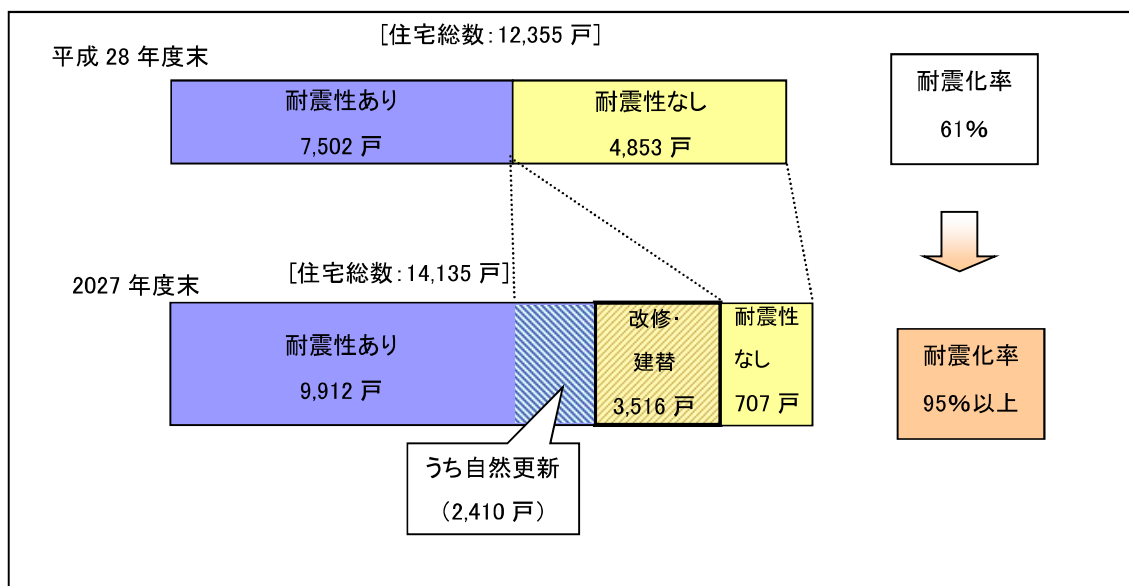 [住宅総数:12,355 戸]
平成 28 年度末
耐震性あり
7,502 戸
耐震性なし
4,853 戸
耐震化率
61%
[住宅総数:14,135 戸]
2027 年度末
耐震性あり
9,912 戸
改修・
建替
3,516 戸
耐震性
なし
707 戸
耐震化率
95%以上
うち自然更新
(2,410 戸)